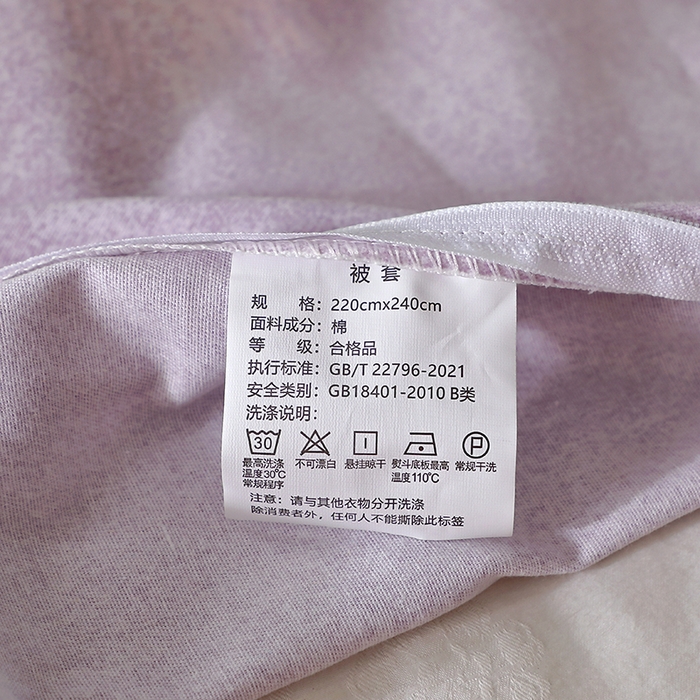 被套
规 格：220cmx240cm
面料成分：棉
等 级：合格品
执行标准：GB/T 22796-2021
安全类别：GB18401-2010 B类
洗涤说明：
30 P
最高洗涤温度30℃常规程序 不可漂白 悬挂晾干 熨斗底板最高温度110℃ 常规干洗
注意：请与其他衣物分开洗涤
除消费者外，任何人不能撕除此标签